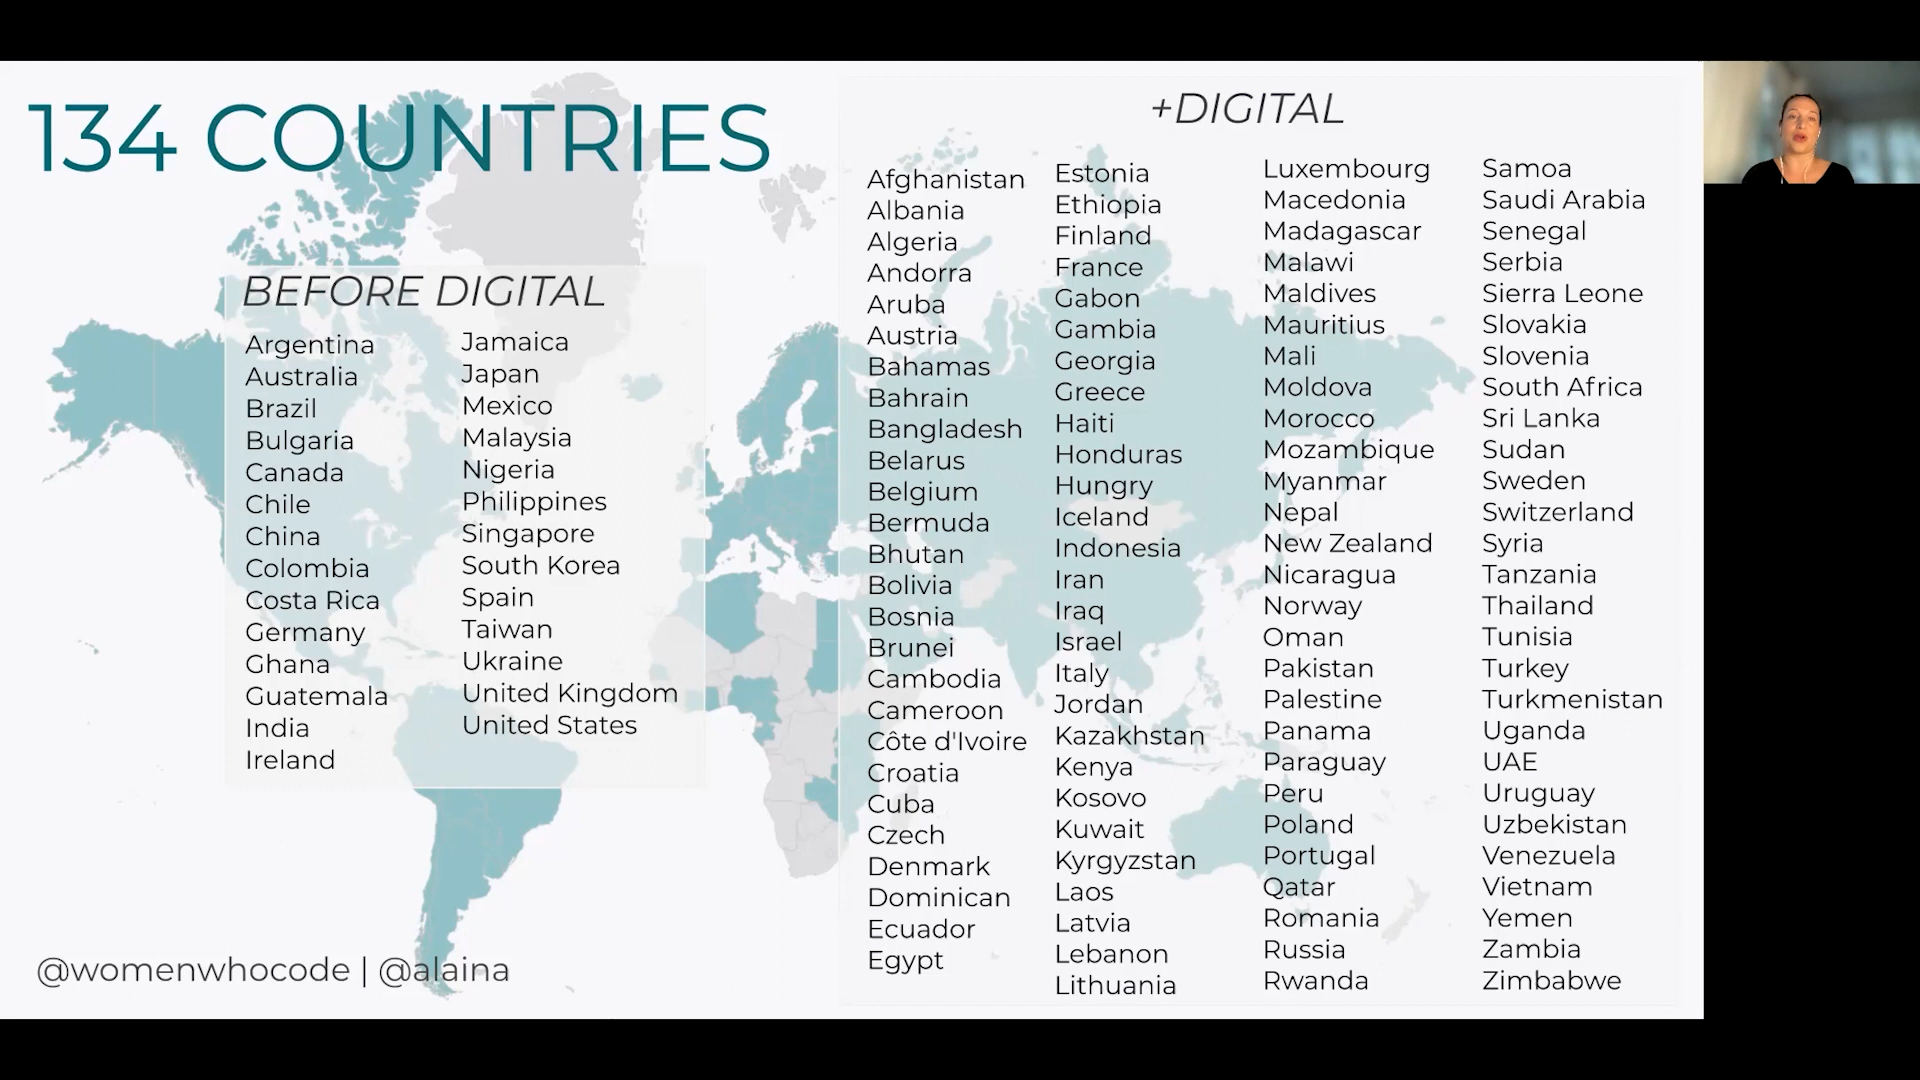 134 COUNTRIES
BEFORE DIGITAL
Argentina
Australia
Brazil
Bulgaria
Canada
Chile
China
Colombia
Costa Rica
Germany
Ghana
Guatemala
India
Ireland
Jamaica
Japan
Mexico
Malaysia
Nigeria
Philippines
Singapore
South Korea
Spain
Taiwan
Ukraine
United Kingdom
United States
+DIGITAL
Afghanistan
Albania
Algeria
Andorra
Aruba
Austria
Bahamas
Bahrain
Bangladesh
Belarus
Belgium
Bermuda
Bhutan
Bolivia
Bosnia
Brunei
Cambodia
Cameroon
Côte d'Ivoire
Croatia
Cuba
Czech
Denmark
Dominican
Ecuador
Egypt
Estonia
Ethiopia
Finland
France
Gabon
Gambia
Georgia
Greece
Haiti
Honduras
Hungry
Iceland
Indonesia
Iran
Iraq
Israel
Italy
Jordan
Kazakhstan
Kenya
Kosovo
Kuwait
Kyrgyzstan
Laos
Latvia
Lebanon
Lithuania
Luxembourg
Macedonia
Madagascar
Malawi
Maldives
Mauritius
Mali
Moldova
Morocco
Mozambique
Myanmar
Nepal
New Zealand
Nicaragua
Norway
Oman
Pakistan
Palestine
Panama
Paraguay
Peru
Poland
Portugal
Qatar
Romania
Russia
Rwanda
Samoa
Saudi Arabia
Senegal
Serbia
Sierra Leone
Slovakia
Slovenia
South Africa
Sri Lanka
Sudan
Sweden
Switzerland
Syria
Tanzania
Thailand
Tunisia
Turkey
Turkmenistan
Uganda
UAE
Uruguay
Uzbekistan
Venezuela
Vietnam
Yemen
Zambia
Zimbabwe
@womenwhocode | @alaina